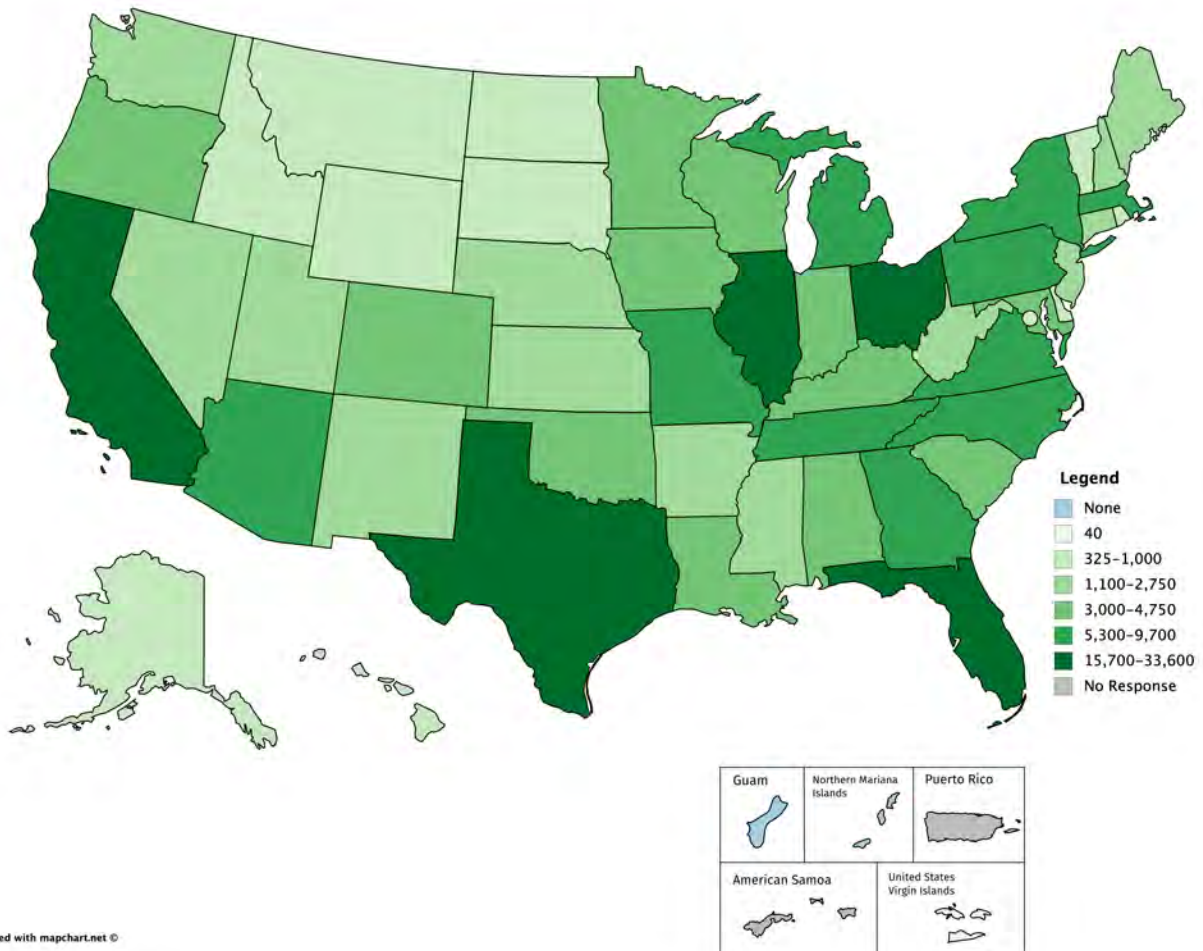 Legend
None
40
325–1,000
1,100–2,750
3,000–4,750
5,300–9,700
15,700–33,600
No Response
Guam
Northern Mariana
Islands
Puerto Rico
American Samoa
United States
Virgin Islands
ed with mapchart.net ©